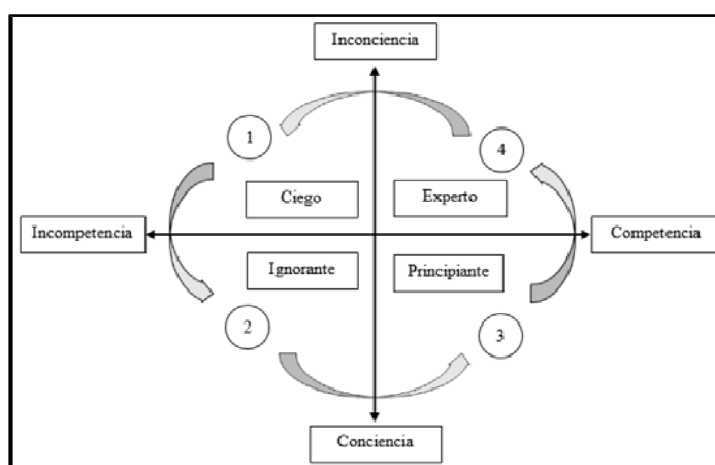 Inconciencia
1
4
Ciego
Experto
Incompetencia
Competencia
Ignorante
Principiante
2
3
Conciencia